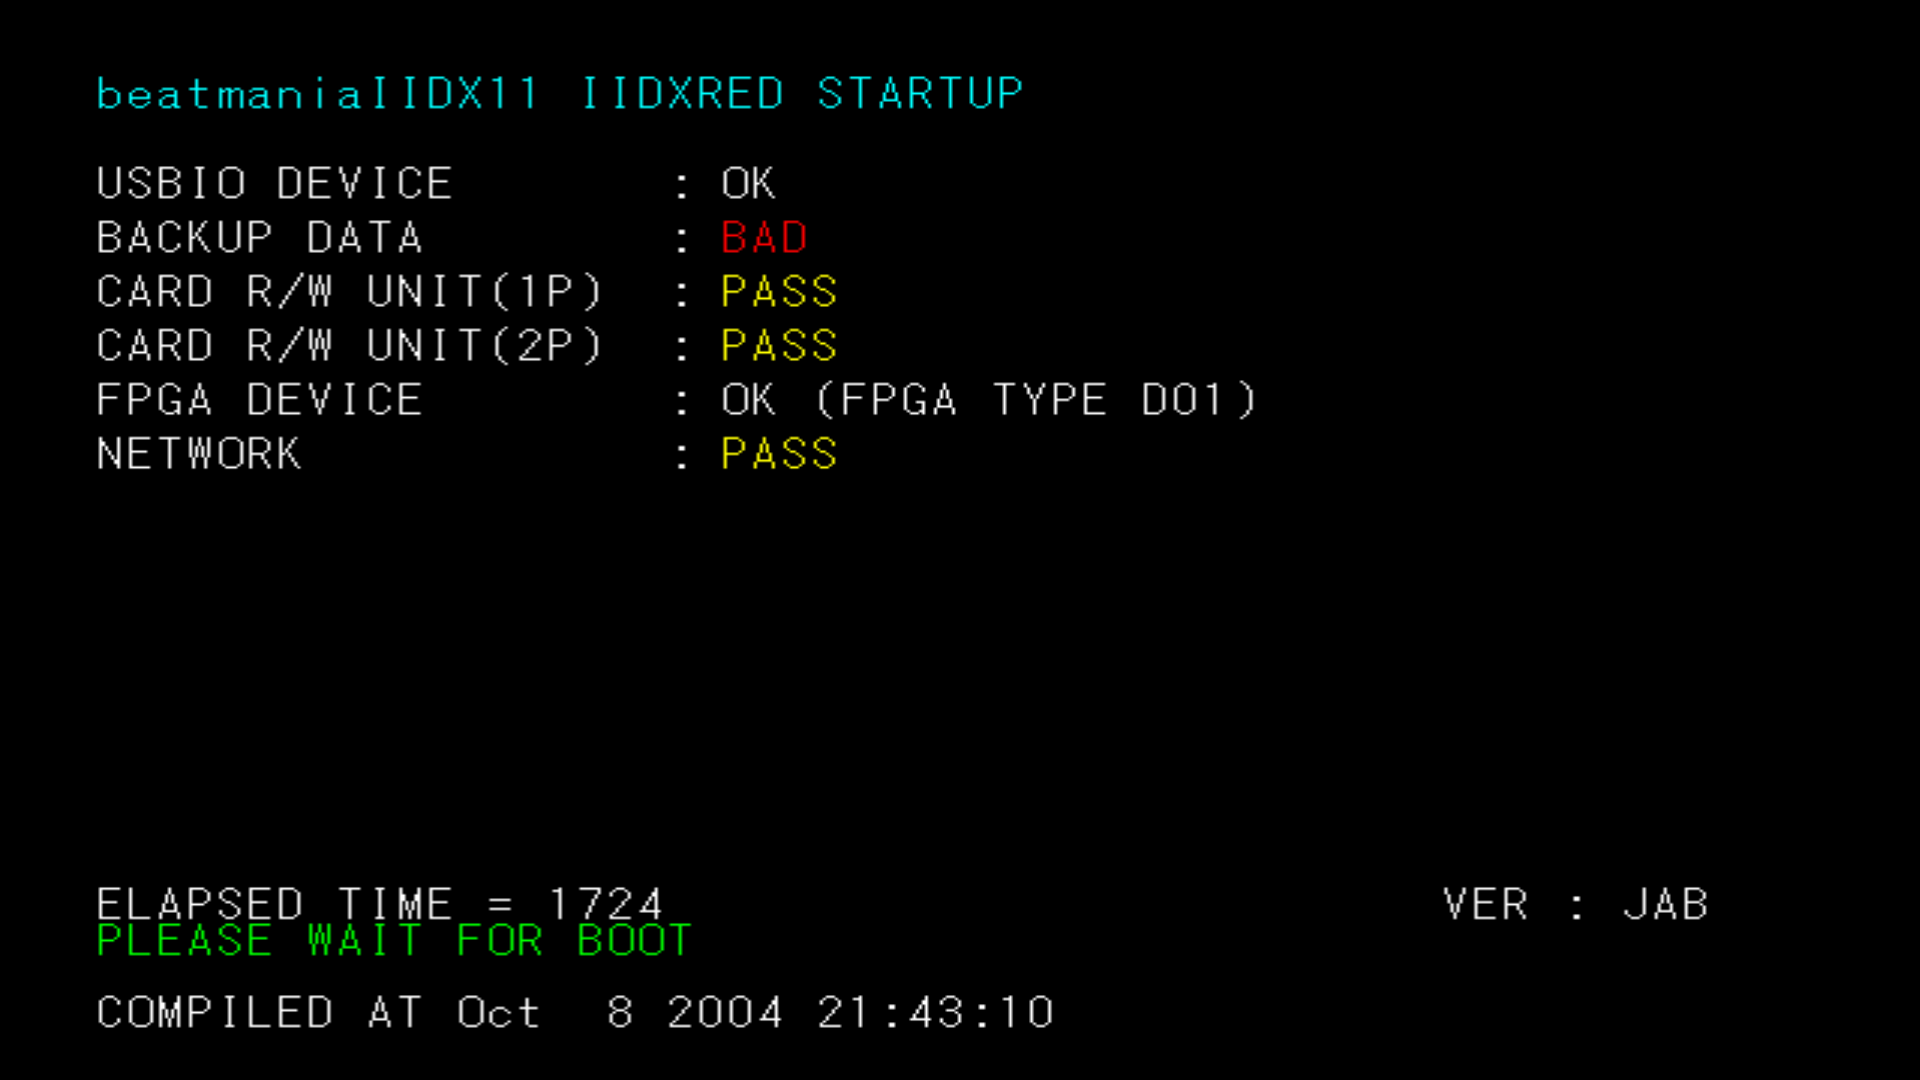 beatmaniaIIDX11 IIDXRED STARTUP
USBIO DEVICE : OK
BACKUP DATA : BAD
CARD R/W UNIT(1P) : PASS
CARD R/W UNIT(2P) : PASS
FPGA DEVICE : OK (FPGA TYPE D01)
NETWORK : PASS
ELAPSED TIME = 1724 VER : JAB
PLEASE WAIT FOR BOOT
COMPILED AT Oct  8 2004 21:43:10